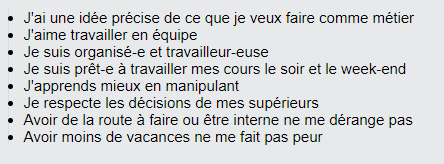 • J'ai une idée précise de ce que je veux faire comme métier
• J'aime travailler en équipe
• Je suis organisé-e et travailleur-euse
• Je suis prêt-e à travailler mes cours le soir et le week-end
• J'apprends mieux en manipulant
• Je respecte les décisions de mes supérieurs
• Avoir de la route à faire ou être interne ne me dérange pas
• Avoir moins de vacances ne me fait pas peur